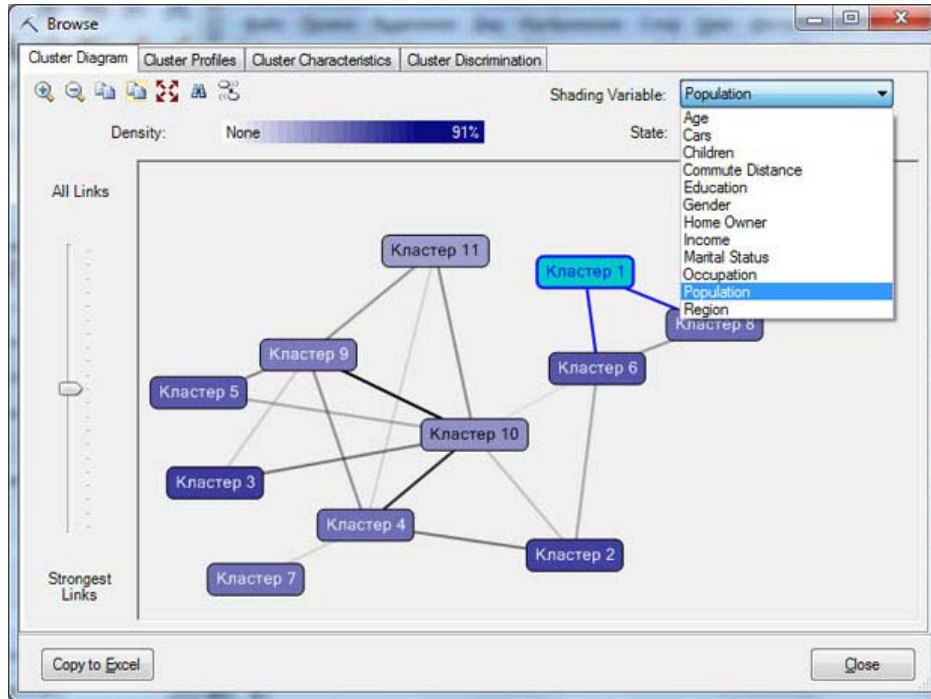 Browse
Cluster Diagram
Cluster Profiles
Cluster Characteristics
Cluster Discrimination
Shading Variable:
Population
Density:
None
91%
State:
Age
Cars
Children
Commute Distance
Education
Gender
Home Owner
Income
Marital Status
Occupation
Population
Region
All Links
Кластер 11
Кластер 1
Кластер 8
Кластер 9
Кластер 6
Кластер 5
Кластер 10
Кластер 3
Кластер 4
Кластер 2
Кластер 7
Strongest
Links
Copy to Excel
Close